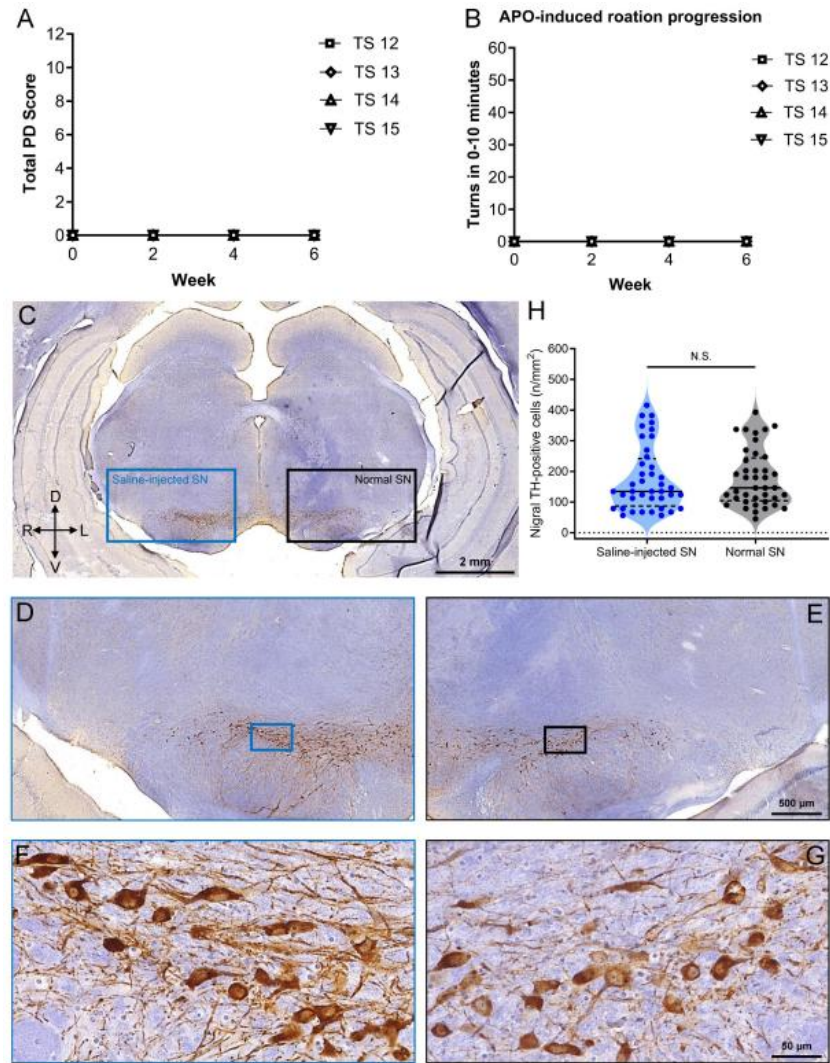 A
Total PD Score
12
10
8
6
4
2
0
0 2 4 6
Week
TS 12
TS 13
TS 14
TS 15
B APO-induced roation progression
Turns in 0-10 minutes
60
50
40
30
20
10
0
0 2 4 6
Week
TS 12
TS 13
TS 14
TS 15
C
Saline-injected SN
Normal SN
D
R L
V
2 mm
H
Nigral TH-positive cells (n/mm²)
600
500
400
300
200
100
0
N.S.
Saline-injected SN Normal SN
D
E
500 µm
F
G
50 µm